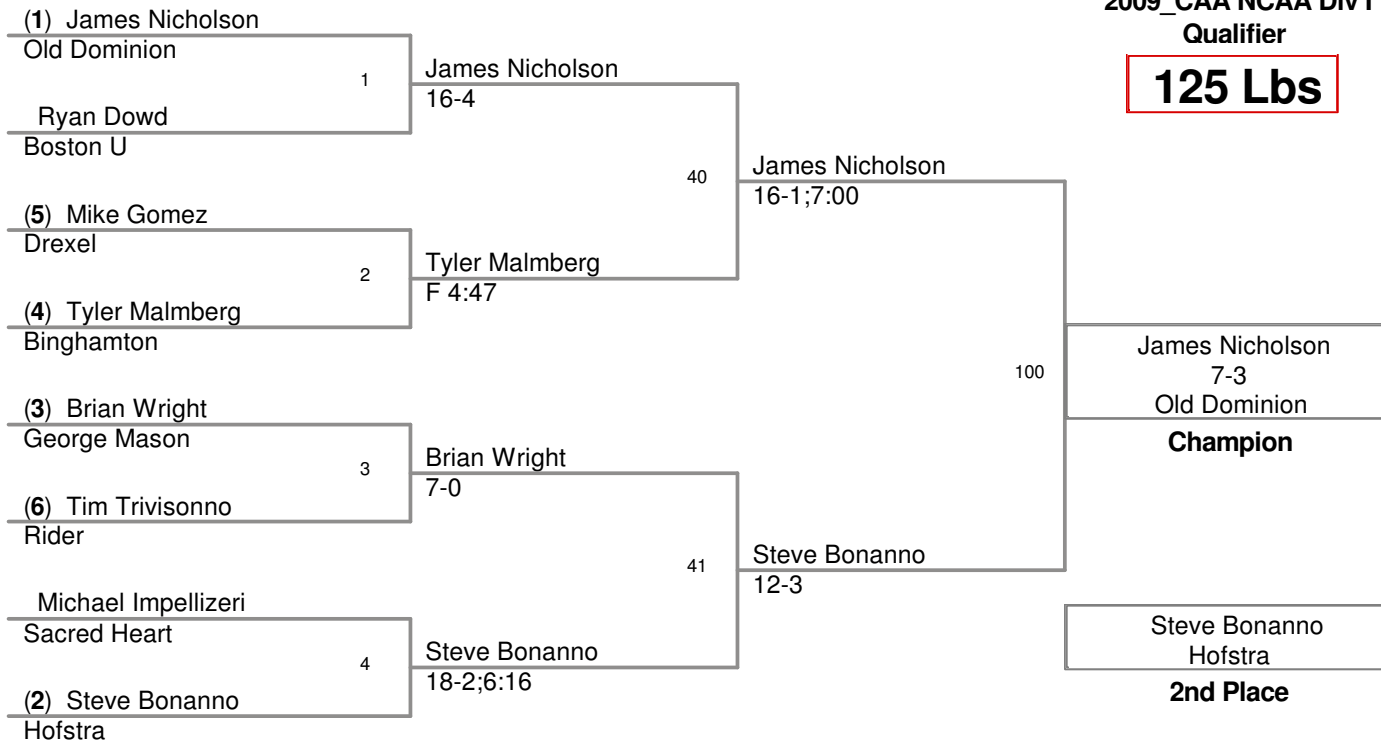 2009_CAA NCAA DIV I
Qualifier
125 Lbs
(1) James Nicholson
Old Dominion
1
Ryan Dowd
Boston U
James Nicholson
16-4
(5) Mike Gomez
Drexel
2
(4) Tyler Malmberg
Binghamton
Tyler Malmberg
F 4:47
40
James Nicholson
16-1;7:00
(3) Brian Wright
George Mason
3
(6) Tim Trivisonno
Rider
Brian Wright
7-0
Michael Impellizeri
Sacred Heart
4
(2) Steve Bonanno
Hofstra
Steve Bonanno
18-2;6:16
41
Steve Bonanno
12-3
100
James Nicholson
7-3
Old Dominion
Champion
Steve Bonanno
Hofstra
2nd Place